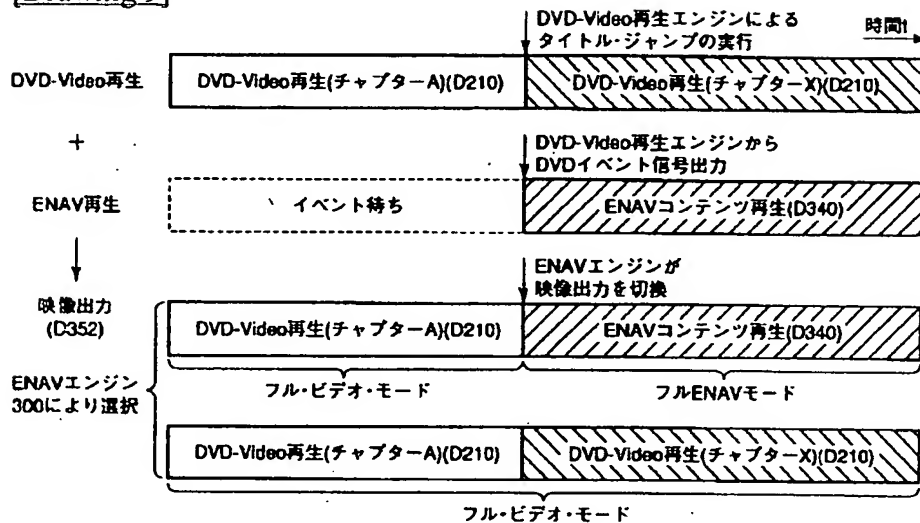 DVD-Video再生エンジンによる
タイトル・ジャンプの実行
時間t
DVD-Video再生
DVD-Video再生(チャプターA)(D210)
DVD-Video再生(チャプターX)(D210)
+
DVD-Video再生エンジンから
DVDイベント信号出力
ENAV再生
イベント待ち
ENAVコンテンツ再生(D340)
ENAVエンジンが
映像出力を切換
映像出力
(D352)
DVD-Video再生(チャプターA)(D210)
ENAVコンテンツ再生(D340)
フル・ビデオ・モード
フルENAVモード
ENAVエンジン
300により選択
DVD-Video再生(チャプターA)(D210)
DVD-Video再生(チャプターX)(D210)
フル・ビデオ・モード